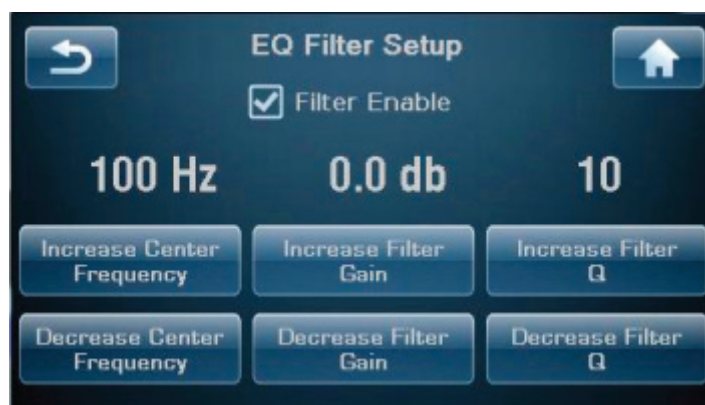 EQ Filter Setup
Filter Enable
100 Hz 0.0 db 10
Increase Center Increase Filter Increase Filter
Frequency Gain Q
Decrease Center Decrease Filter Decrease Filter
Frequency Gain Q